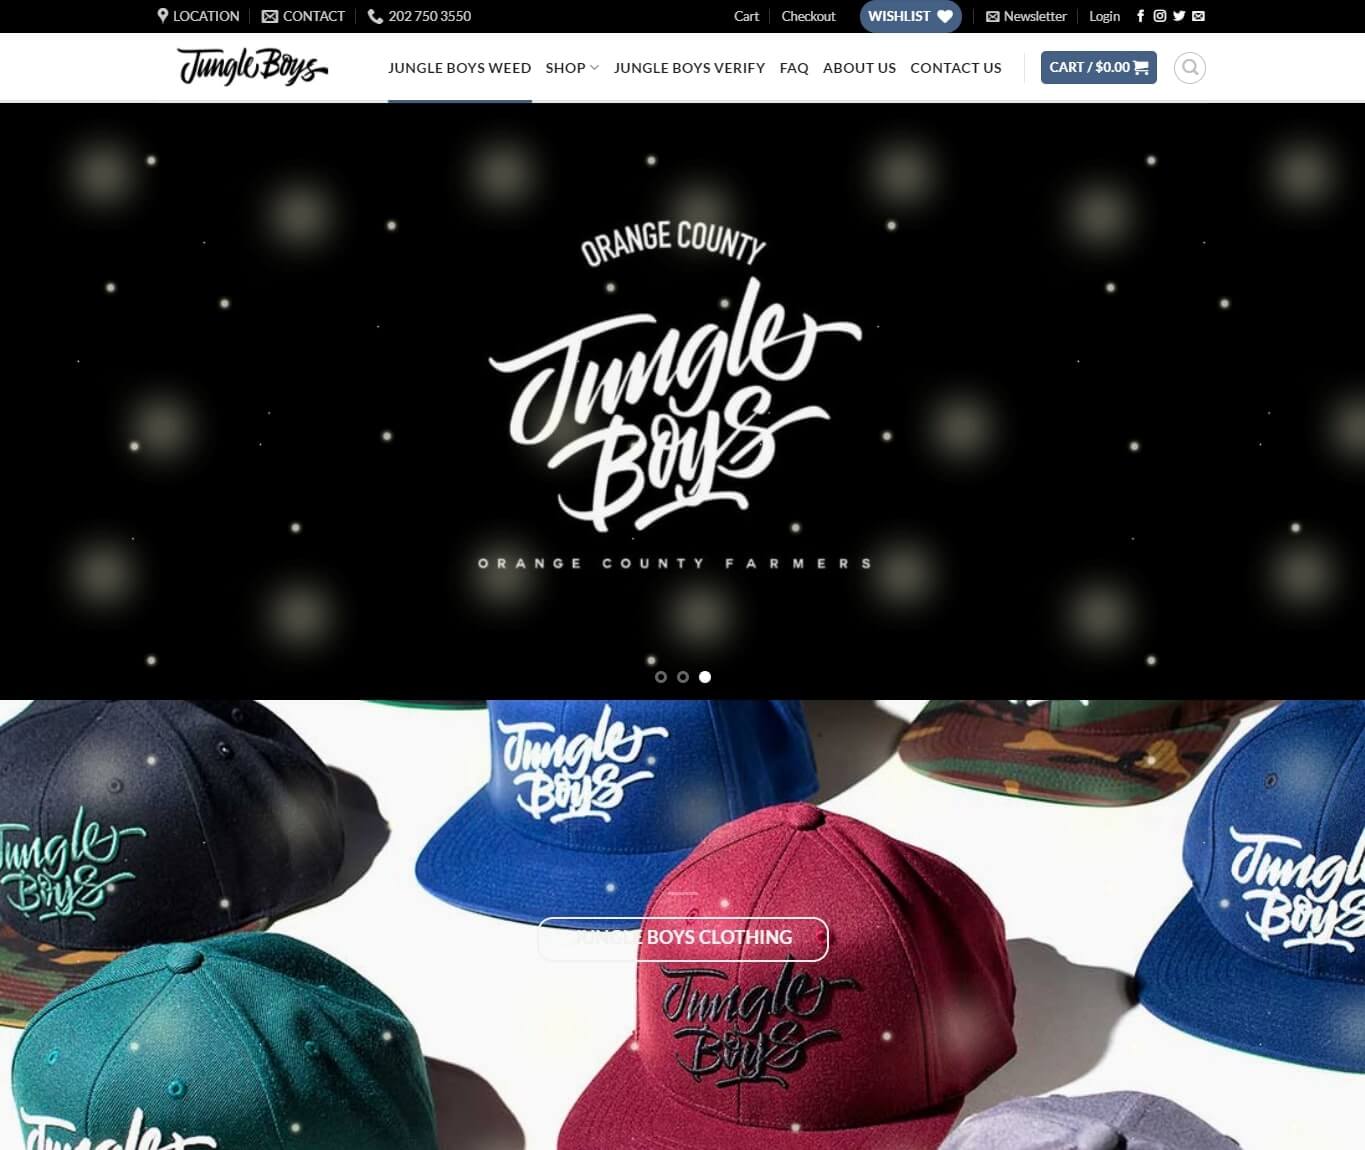 LOCATION CONTACT 202 750 3550 Cart Checkout WISHLIST Newsletter Login
Jungle Boys JUNGLE BOYS WEED SHOP JUNGLE BOYS VERIFY FAQ ABOUT US CONTACT US CART / $0.00
ORANGE COUNTY
Jungle
Boys
ORANGE COUNTY FARMERS
Jungle
Boys
Jungle
Boys
Jungle
Boys
JUNGLE BOYS CLOTHING
Jungle
Boys
Jungle